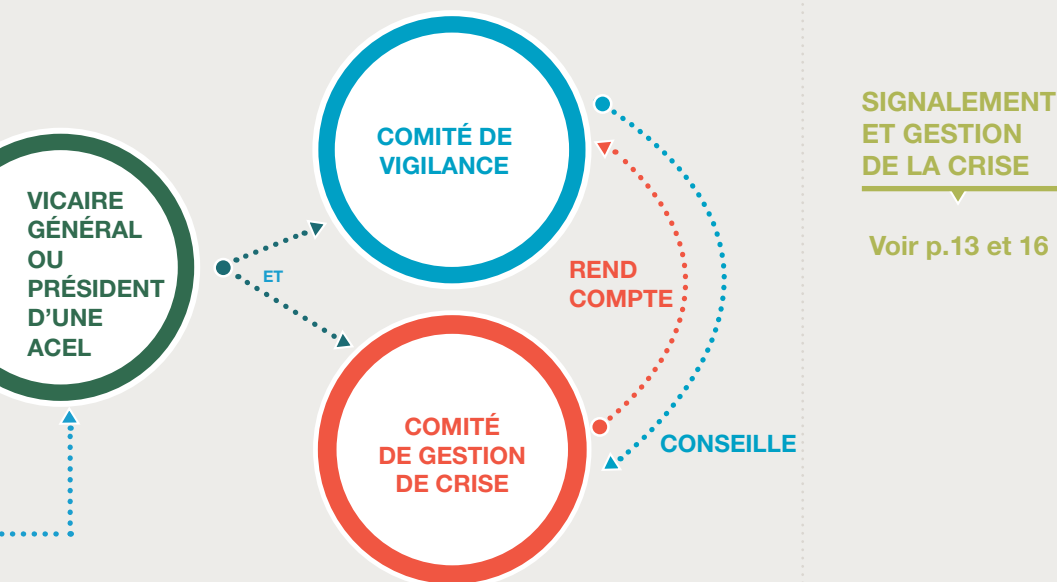 VICAIRE
GÉNÉRAL
OU
PRÉSIDENT
D'UNE
ACEL
ET
COMITÉ DE
VIGILANCE
COMITÉ
DE GESTION
DE CRISE
REND
COMPTE
CONSEILLE
SIGNALEMENT
ET GESTION
DE LA CRISE
Voir p.13 et 16